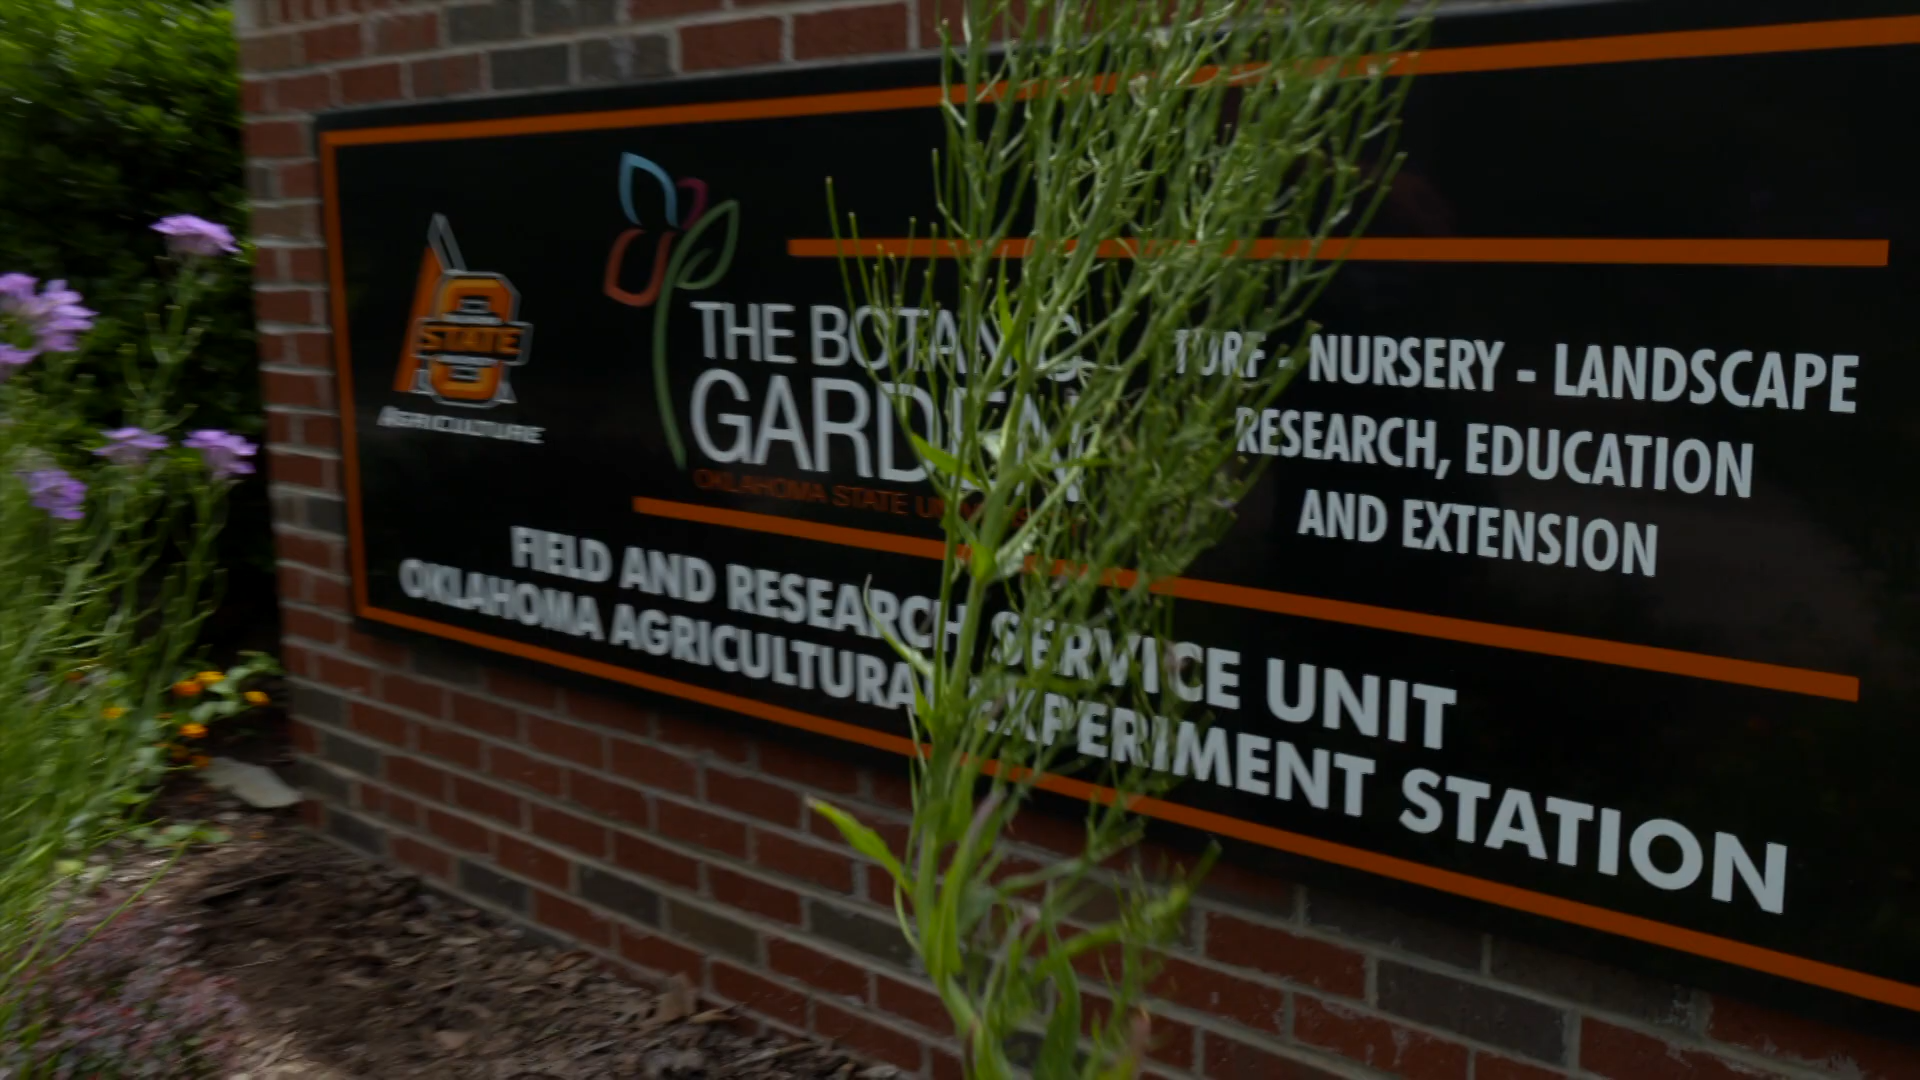 STATE
AGRICULTURE
THE BOTANIC
GARDEN
OKLAHOMA STATE UNIVERSITY
TURF - NURSERY - LANDSCAPE
RESEARCH, EDUCATION
AND EXTENSION
FIELD AND RESEARCH SERVICE UNIT
OKLAHOMA AGRICULTURAL EXPERIMENT STATION